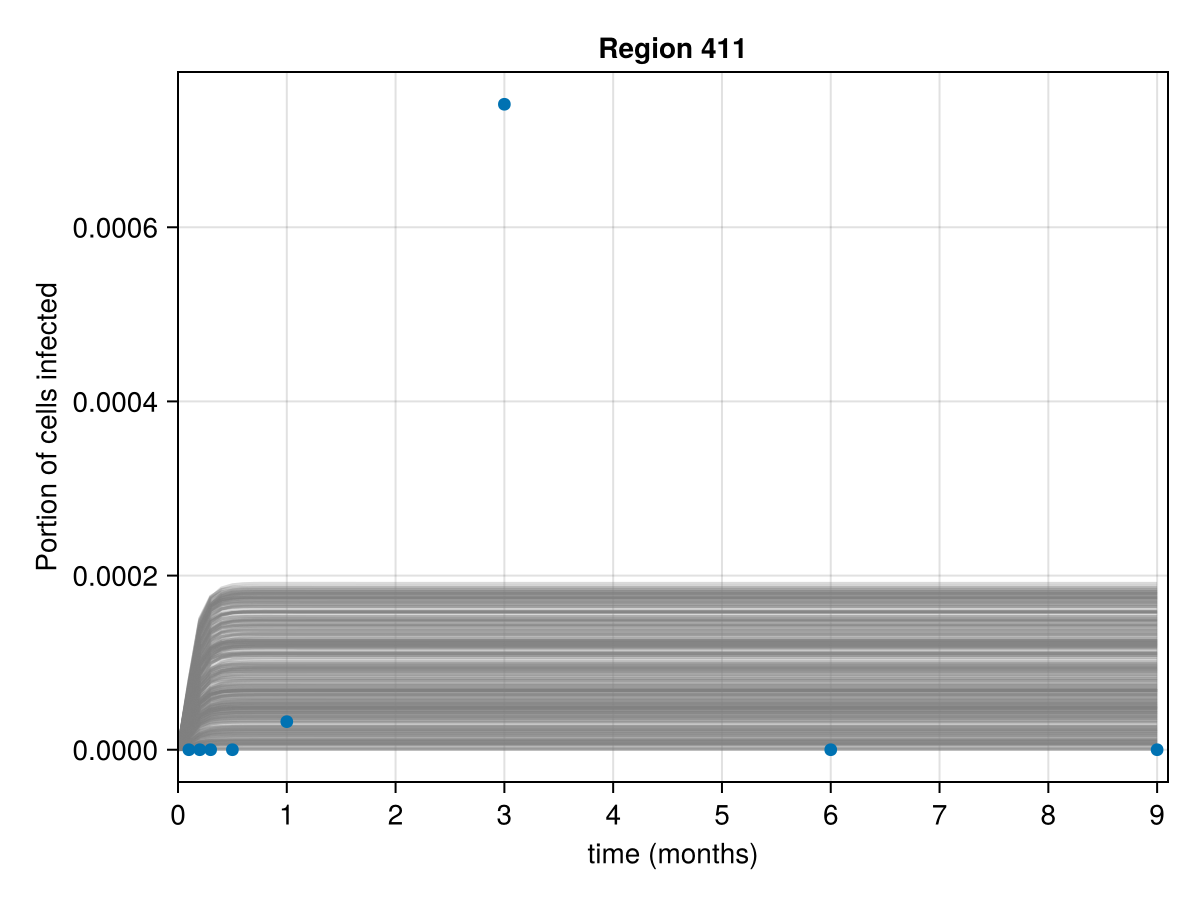 Region 411
Portion of cells infected
0.0006
0.0004
0.0002
0.0000
0 1 2 3 4 5 6 7 8 9
time (months)